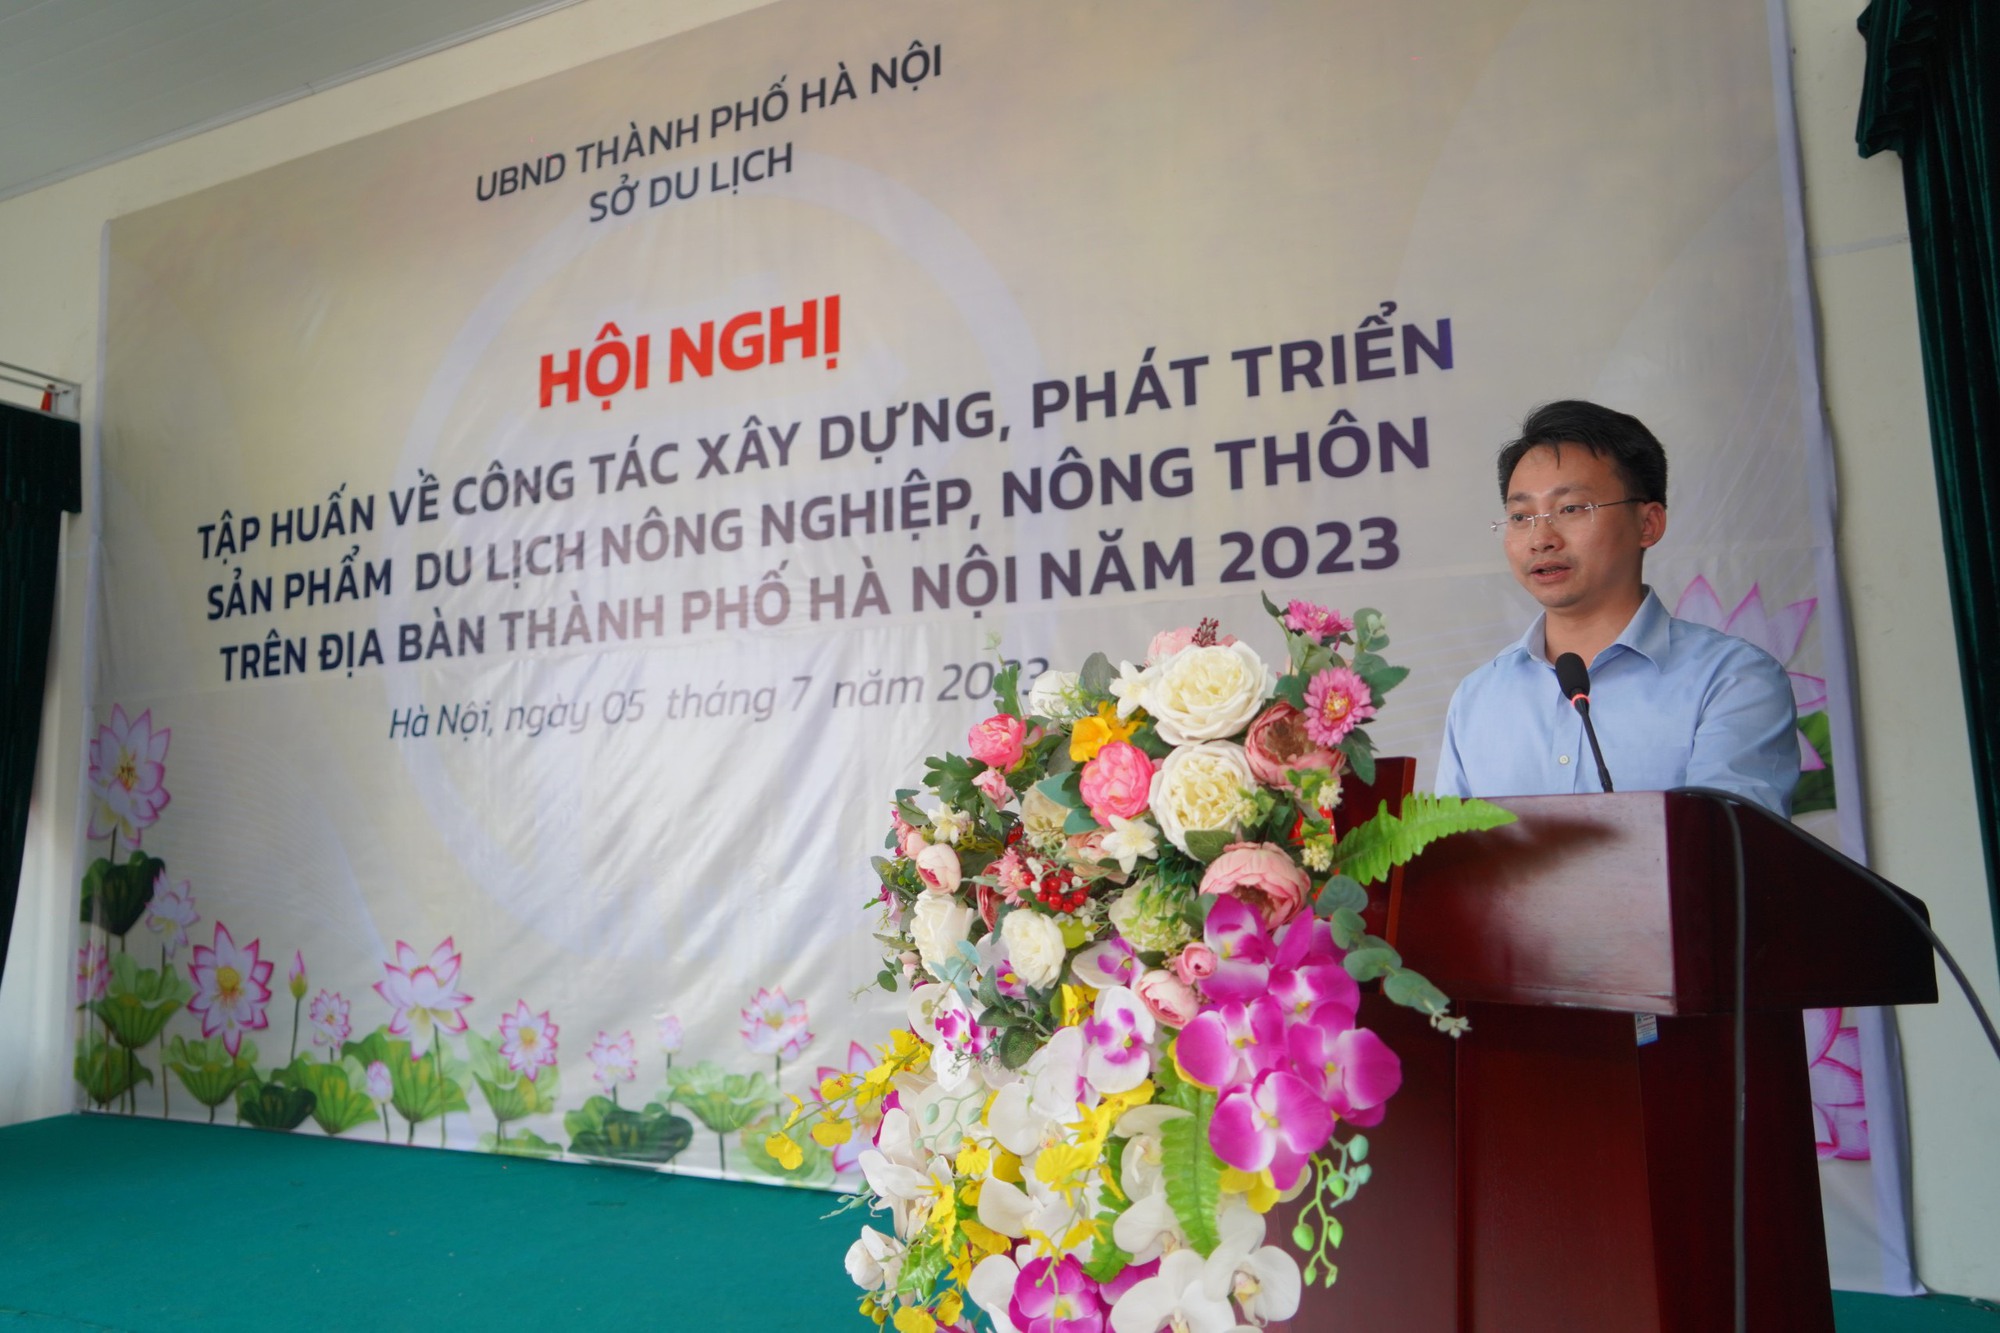 UBND THÀNH PHỐ HÀ NỘI
SỞ DU LỊCH
HỘI NGHỊ
TẬP HUẤN VỀ CÔNG TÁC XÂY DỰNG, PHÁT TRIỂN
SẢN PHẨM DU LỊCH NÔNG NGHIỆP, NÔNG THÔN
TRÊN ĐỊA BÀN THÀNH PHỐ HÀ NỘI NĂM 2023
Hà Nội, ngày 05 tháng 7 năm 2023